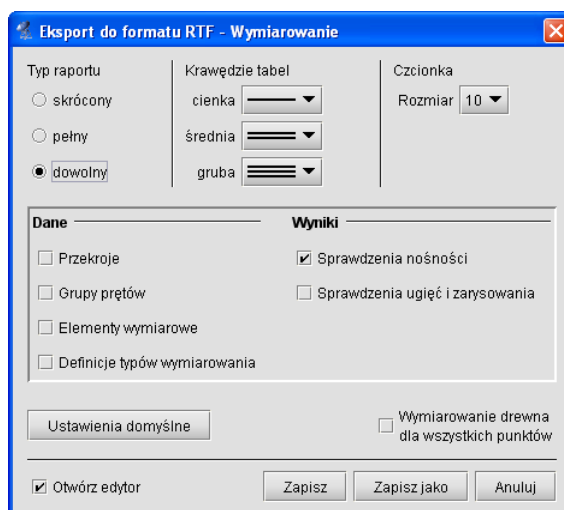 Eksport do formatu RTF - Wymiarowanie
Typ raportu
skrócony
pełny
dowolny
Krawędzie tabel
cienka
średnia
gruba
Czcionka
Rozmiar 10
Dane
Przekroje
Grupy prętów
Elementy wymiarowe
Definicje typów wymiarowania
Wyniki
Sprawdzenia nośności
Sprawdzenia ugięć i zarysowania
Ustawienia domyślne
Wymiarowanie drewna
dla wszystkich punktów
Otwórz edytor
Zapisz
Zapisz jako
Anuluj